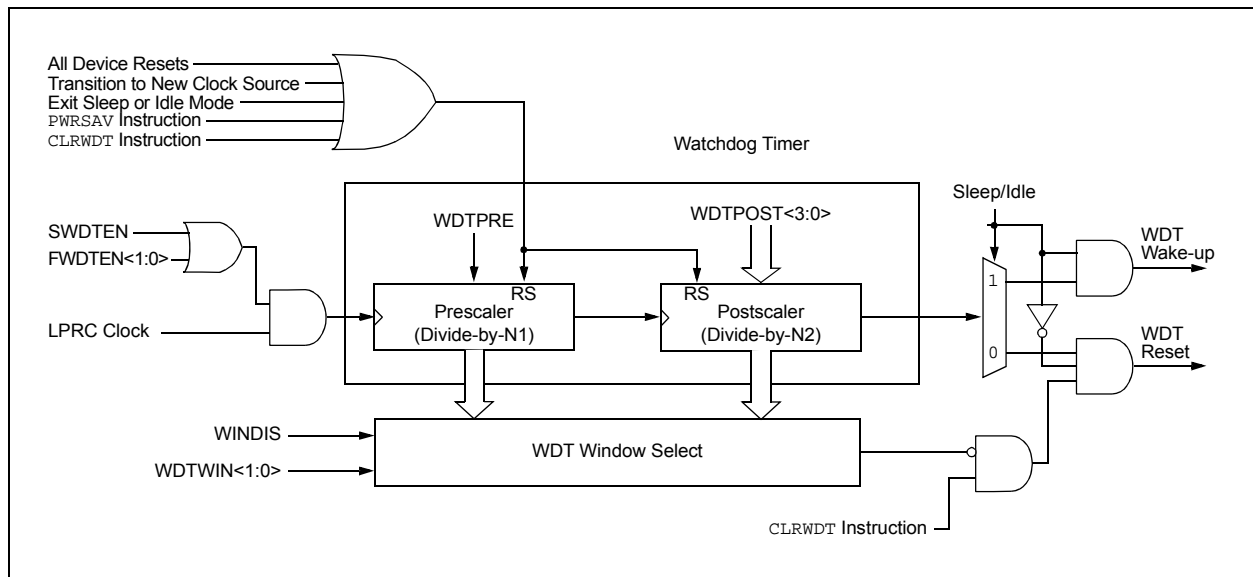 All Device Resets
Transition to New Clock Source
Exit Sleep or Idle Mode
PWRSAV Instruction
CLRWDT Instruction
Watchdog Timer
Sleep/Idle
WDTPRE
WDTPOST<3:0>
SWDTEN
FWDTEN<1:0>
WDT
Wake-up
RS
RS
1
Prescaler
(Divide-by-N1)
Postscaler
(Divide-by-N2)
LPRC Clock
0
WDT
Reset
WINDIS
WDT Window Select
WDTWIN<1:0>
CLRWDT Instruction